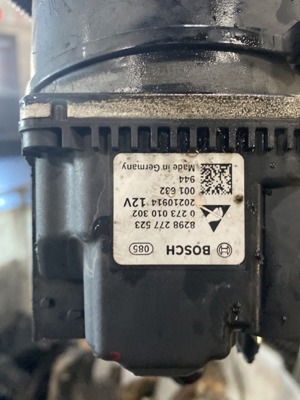 BOSCH 085
8298 277 523
0 273 010 302
20210914 12V
001 632
944
Made in Germany